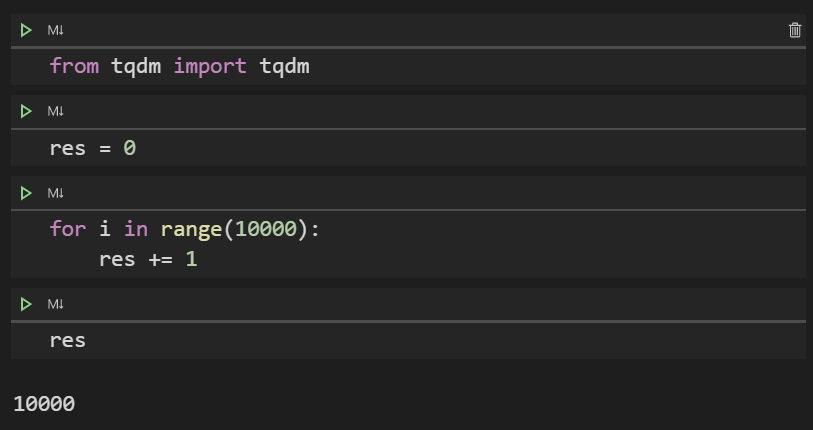 M↓
from tqdm import tqdm
M↓
res = 0
M↓
for i in range(10000):
    res += 1
M↓
res
10000